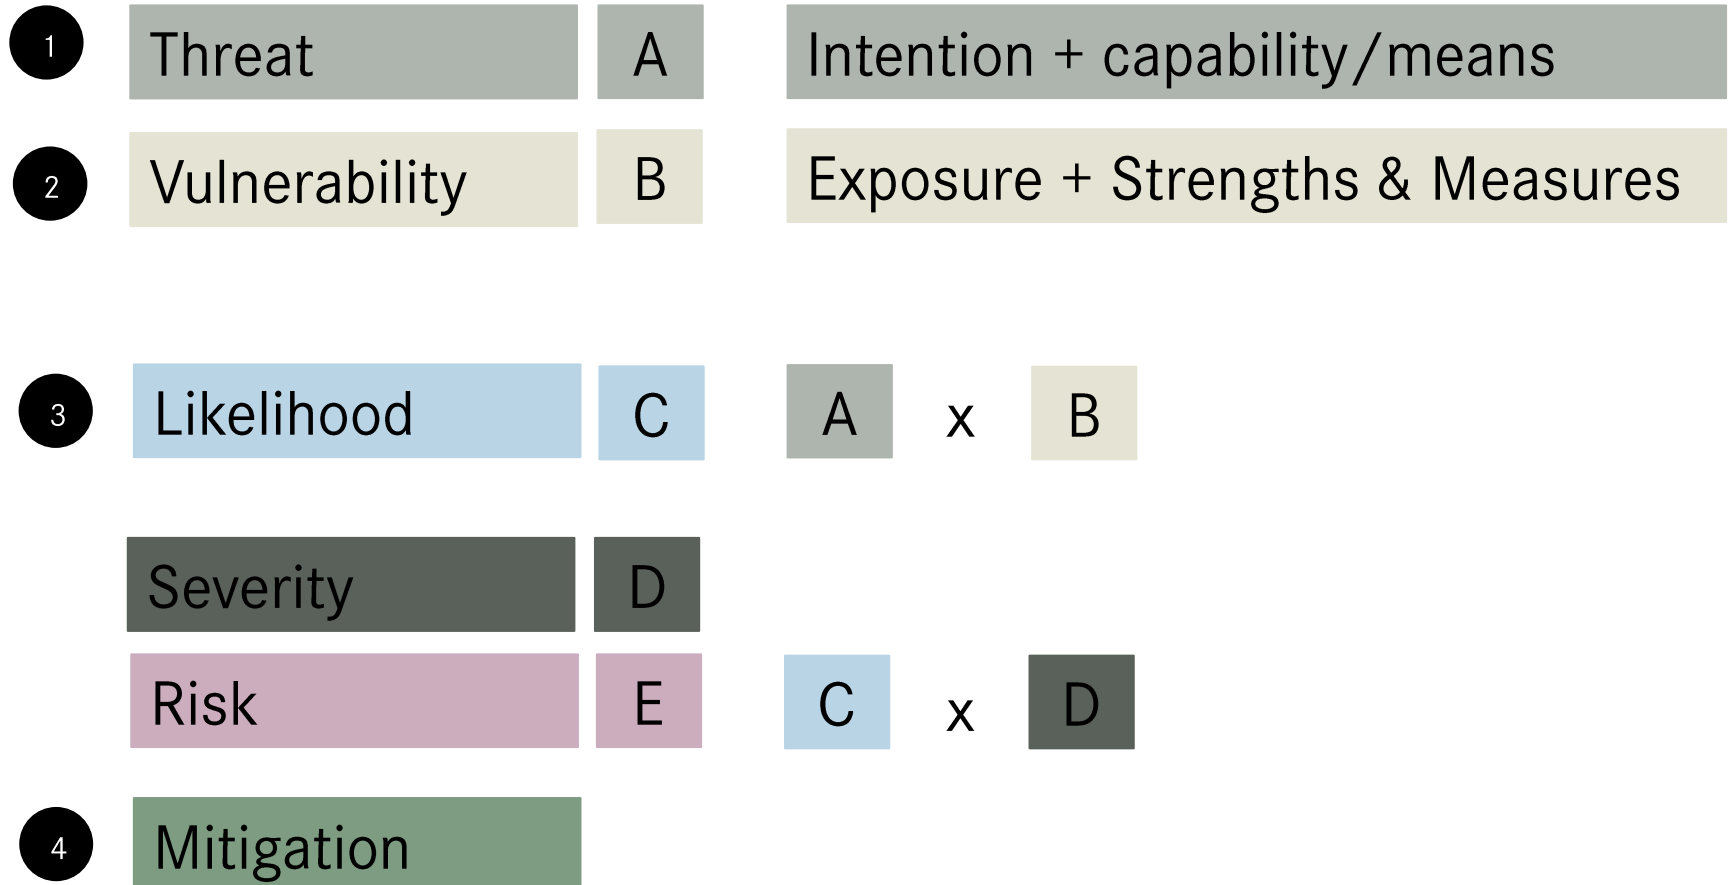 1 Threat A Intention + capability/means
2 Vulnerability B Exposure + Strengths & Measures
3 Likelihood C A x B
Severity D
Risk E C x D
4 Mitigation